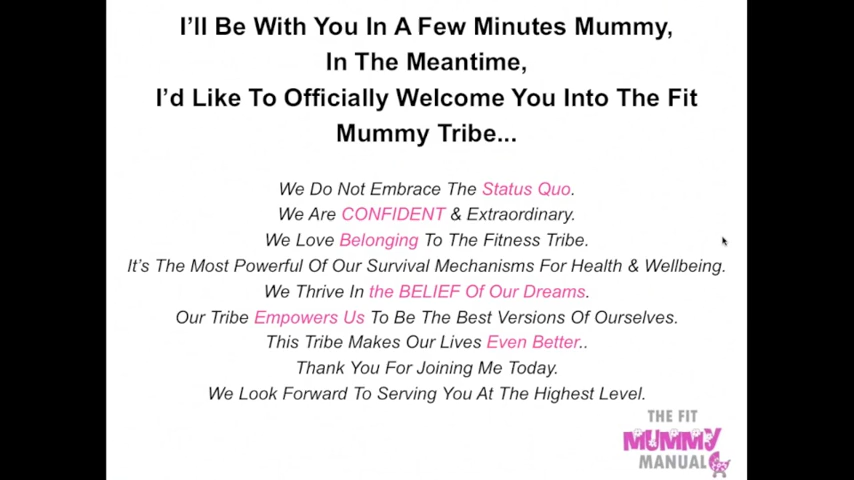 I'll Be With You In A Few Minutes Mummy,
In The Meantime,
I'd Like To Officially Welcome You Into The Fit
Mummy Tribe...
We Do Not Embrace The Status Quo.
We Are CONFIDENT & Extraordinary.
We Love Belonging To The Fitness Tribe.
It's The Most Powerful Of Our Survival Mechanisms For Health & Wellbeing.
We Thrive In the BELIEF Of Our Dreams.
Our Tribe Empowers Us To Be The Best Versions Of Ourselves.
This Tribe Makes Our Lives Even Better..
Thank You For Joining Me Today.
We Look Forward To Serving You At The Highest Level.
THE FIT
MUMMY
MANUAL